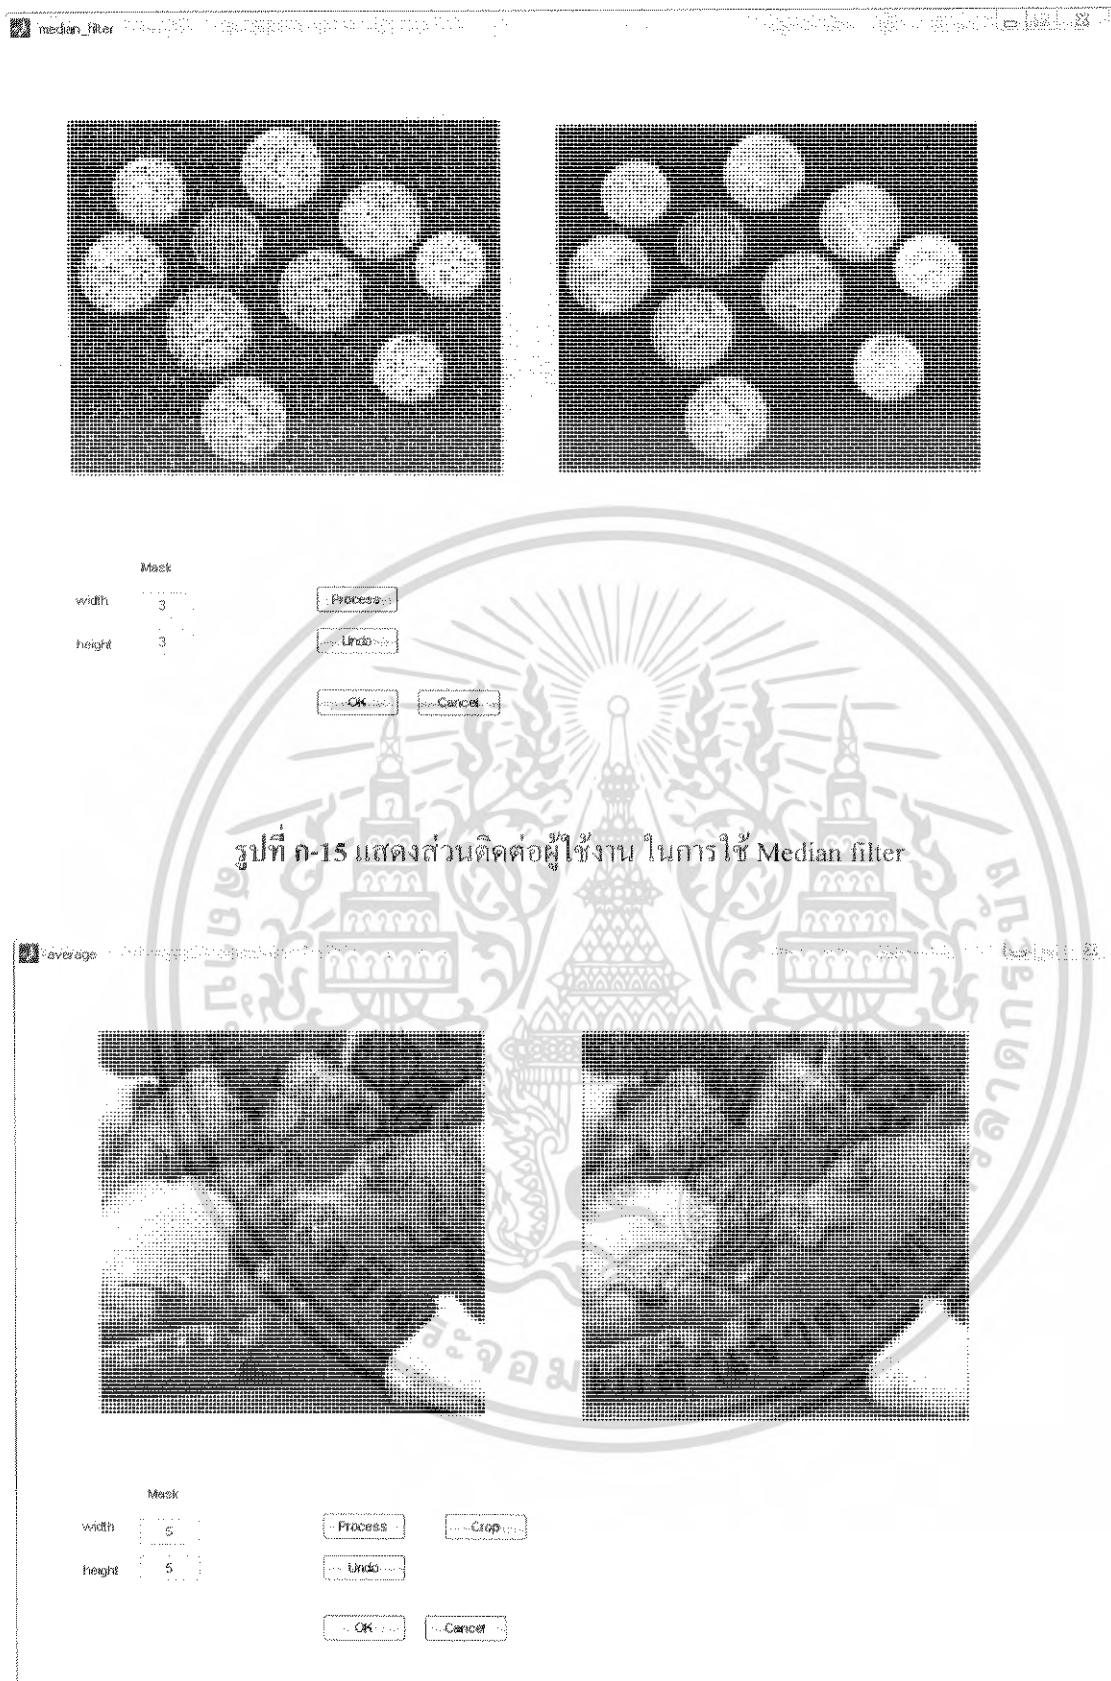 median_filter
Mask
width 3 Process
height 3 Undo
OK Cancel
รูปที่ ก-15 แสดงส่วนติดต่อผู้ใช้งาน ในการใช้ Median filter
average
Mask
width 5 Process Crop
height 5 Undo
OK Cancel